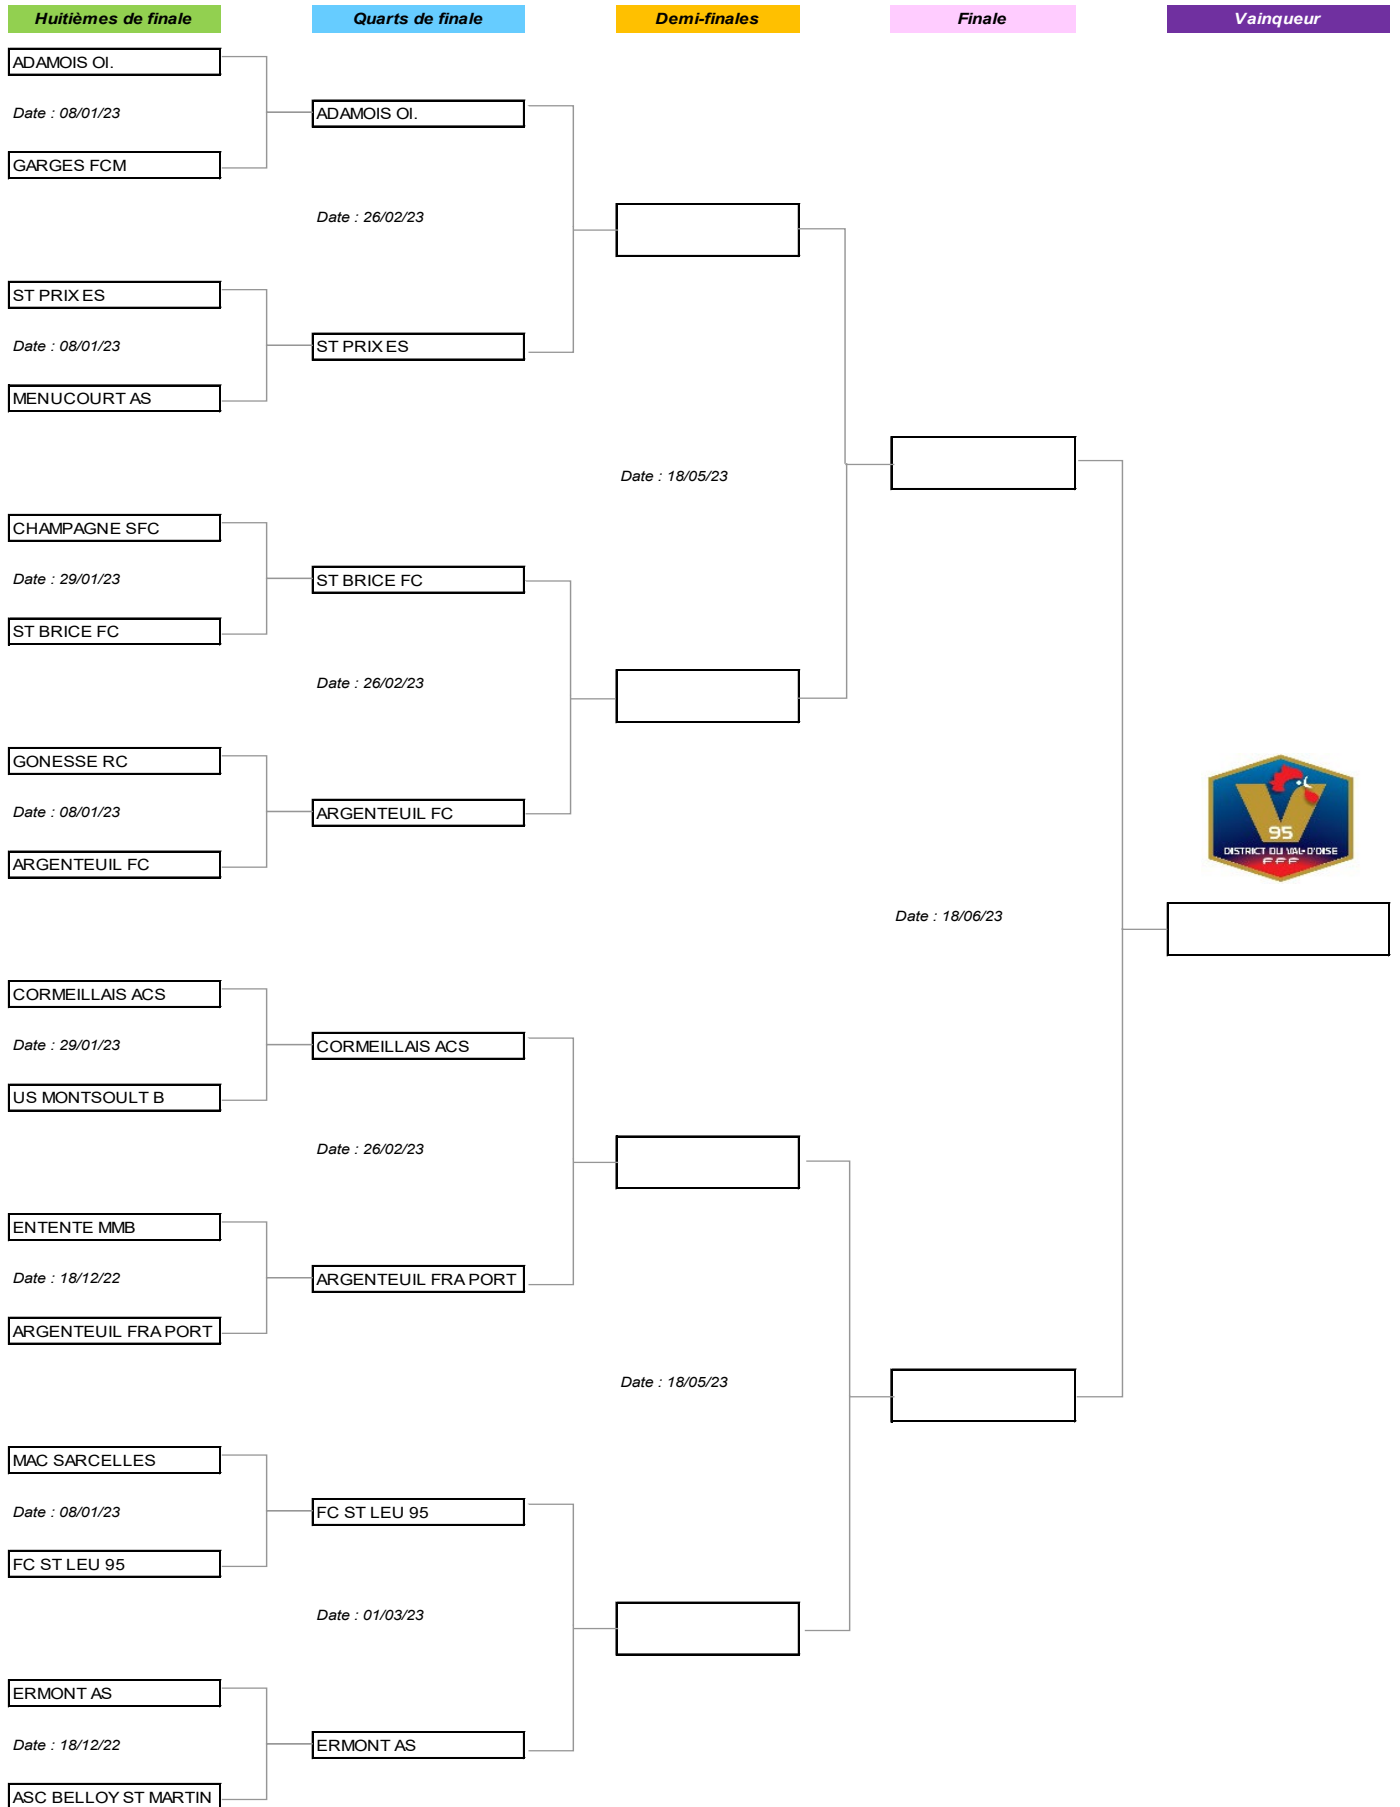 Huitièmes de finale
Quarts de finale
Demi-finales
Finale
Vainqueur
ADAMOIS Ol.
Date : 08/01/23
ADAMOIS Ol.
GARGES FCM
Date : 26/02/23
ST PRIX ES
Date : 08/01/23
ST PRIX ES
MENUCOURT AS
Date : 18/05/23
CHAMPAGNE SFC
Date : 29/01/23
ST BRICE FC
ST BRICE FC
Date : 26/02/23
GONESSE RC
Date : 08/01/23
ARGENTEUIL FC
ARGENTEUIL FC
95
DISTRICT DU VAL-D'OISE
FFF
Date : 18/06/23
CORMEILLAIS ACS
Date : 29/01/23
CORMEILLAIS ACS
US MONTSOULT B
Date : 26/02/23
ENTENTE MMB
Date : 18/12/22
ARGENTEUIL FRA PORT
ARGENTEUIL FRA PORT
Date : 18/05/23
MAC SARCELLES
Date : 08/01/23
FC ST LEU 95
FC ST LEU 95
Date : 01/03/23
ERMONT AS
Date : 18/12/22
ERMONT AS
ASC BELLOY ST MARTIN